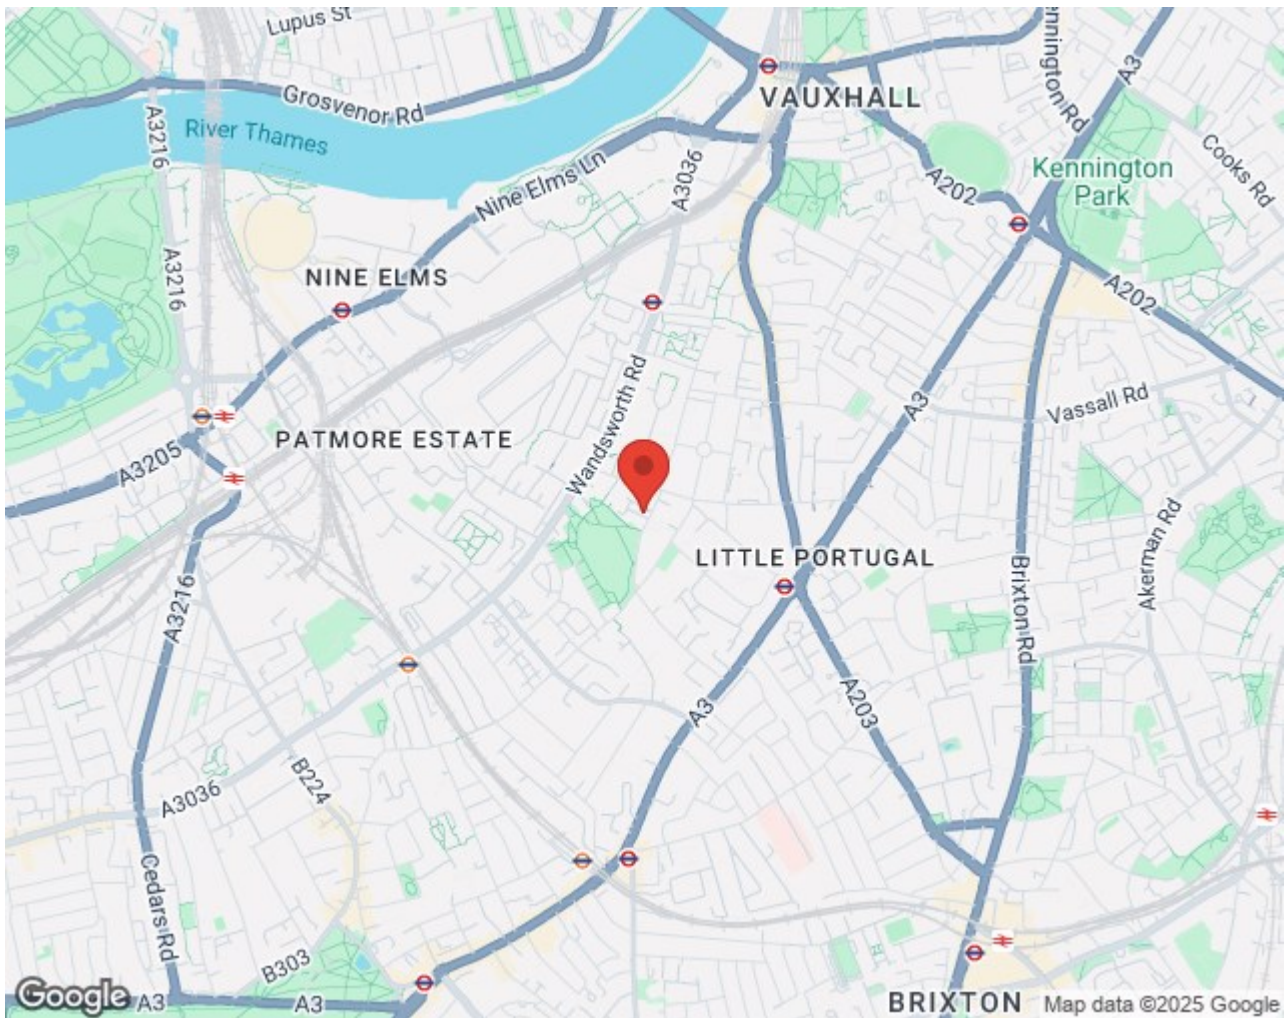 Lupus St
Grosvenor Rd
River Thames
A3216
A3216
Nine Elms Ln
A3036
VAUXHALL
ennington Rd
A3
Cooks Rd
Kennington
Park
A202
A202
NINE ELMS
Wandsworth Rd
A3
Vassall Rd
PATMORE ESTATE
A3205
LITTLE PORTUGAL
Akerman Rd
Brixton Rd
A3216
A203
A3
B224
A3036
Cedars Rd
B303
A3
A3
BRIXTON
Google
Map data ©2025 Google